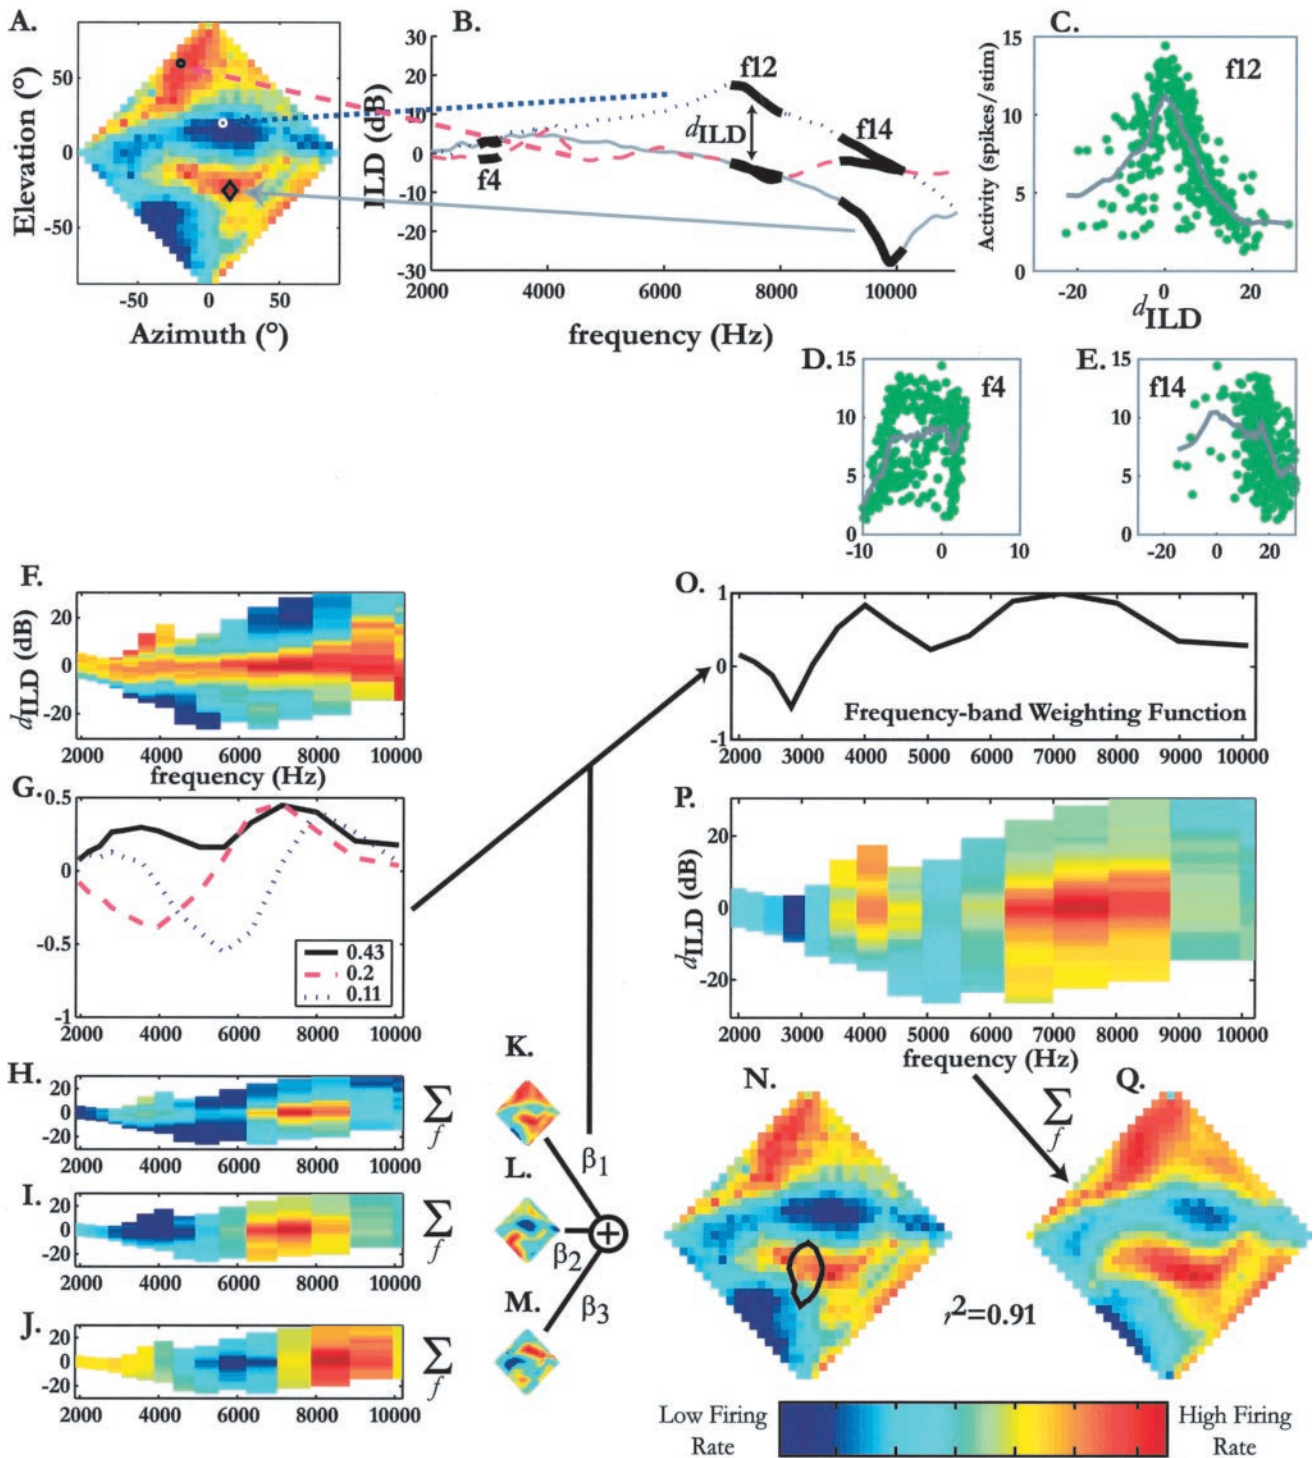 A.
Elevation (°)
50
0
-50
-50 0 50
Azimuth (°)
B.
ILD (dB)
30
20
10
0
-10
-20
-30
f12
dILD
f14
f4
2000 4000 6000 8000 10000
frequency (Hz)
C.
Activity (spikes/stim)
15
10
5
0
f12
-20 0 20
dILD
D.
15
10
5
0
f4
-10 0 10
E.
15
10
5
0
f14
-20 0 20
F.
dILD (dB)
20
0
-20
2000 4000 6000 8000 10000
frequency (Hz)
G.
0.5
0
-0.5
-1
0.43
0.2
0.11
2000 4000 6000 8000 10000
H.
20
0
-20
2000 4000 6000 8000 10000
∑
f
I.
20
0
-20
2000 4000 6000 8000 10000
∑
f
J.
20
0
-20
2000 4000 6000 8000 10000
∑
f
K.
β1
L.
β2
+
M.
β3
O.
1
0
-1
Frequency-band Weighting Function
2000 3000 4000 5000 6000 7000 8000 9000 10000
P.
dILD (dB)
20
0
-20
2000 3000 4000 5000 6000 7000 8000 9000 10000
frequency (Hz)
N.
∑
f
Q.
r²=0.91
Low Firing Rate
High Firing Rate